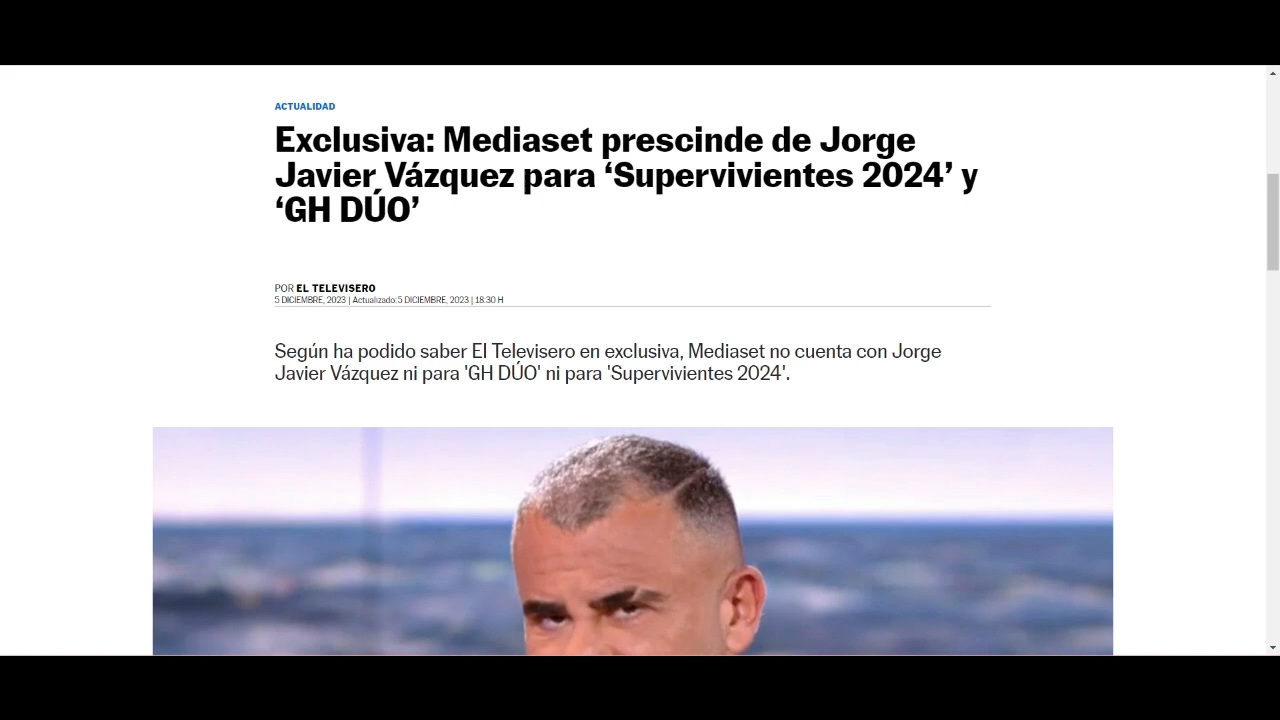 ACTUALIDAD
Exclusiva: Mediaset prescinde de Jorge
Javier Vázquez para ‘Supervivientes 2024’ y
‘GH DÚO’
POR EL TELEVISERO
5 DICIEMBRE, 2023 | Actualizado: 5 DICIEMBRE, 2023 | 18:30 H
Según ha podido saber El Televisero en exclusiva, Mediaset no cuenta con Jorge
Javier Vázquez ni para 'GH DÚO' ni para 'Supervivientes 2024'.